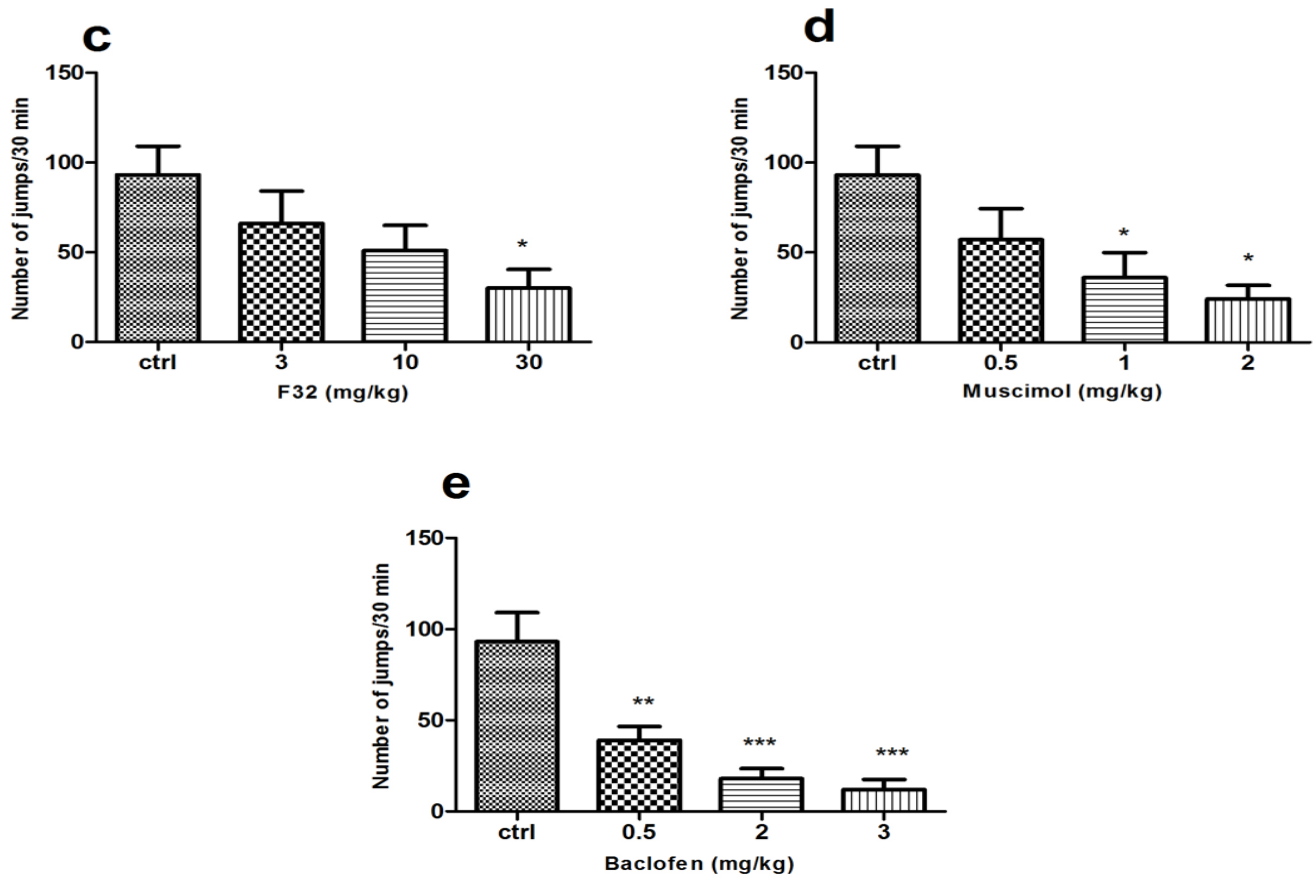 c
150
100
50
0
Number of jumps/30 min
*
ctrl 3 10 30
F32 (mg/kg)
d
150
100
50
0
Number of jumps/30 min
*
*
ctrl 0.5 1 2
Muscimol (mg/kg)
e
150
100
50
0
Number of jumps/30 min
**
***
***
ctrl 0.5 2 3
Baclofen (mg/kg)